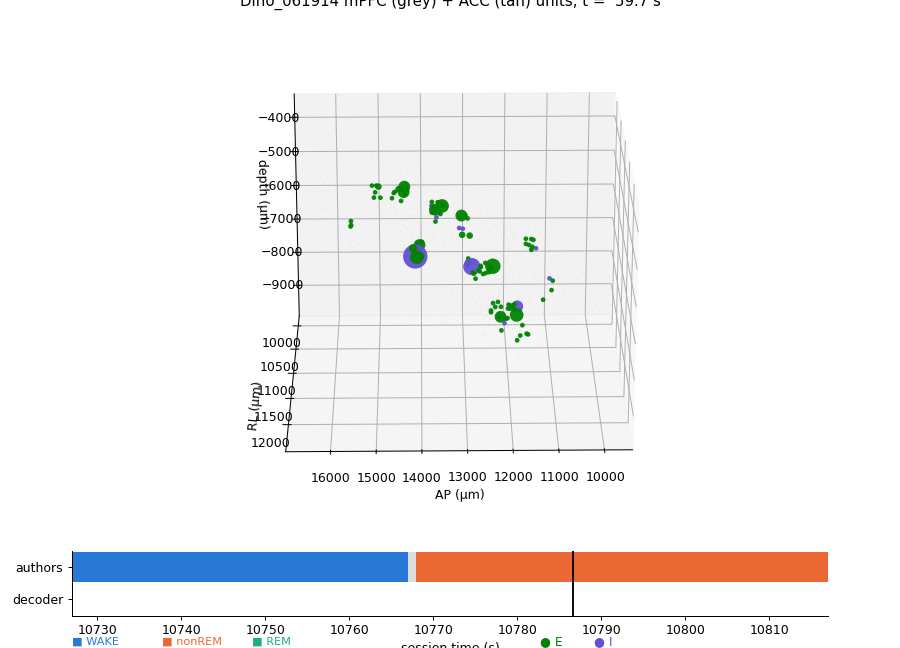 Dino_061914 mPFC (grey) + ACC (tan) units, t = 59.7 s
−4000
−5000
−6000
depth (μm)
−7000
−8000
−9000
10000
10500
11000
11500
12000
RL (μm)
16000 15000 14000 13000 12000 11000 10000
AP (μm)
authors
decoder
10730 10740 10750 10760 10770 10780 10790 10800 10810
session time (s)
WAKE nonREM REM E I